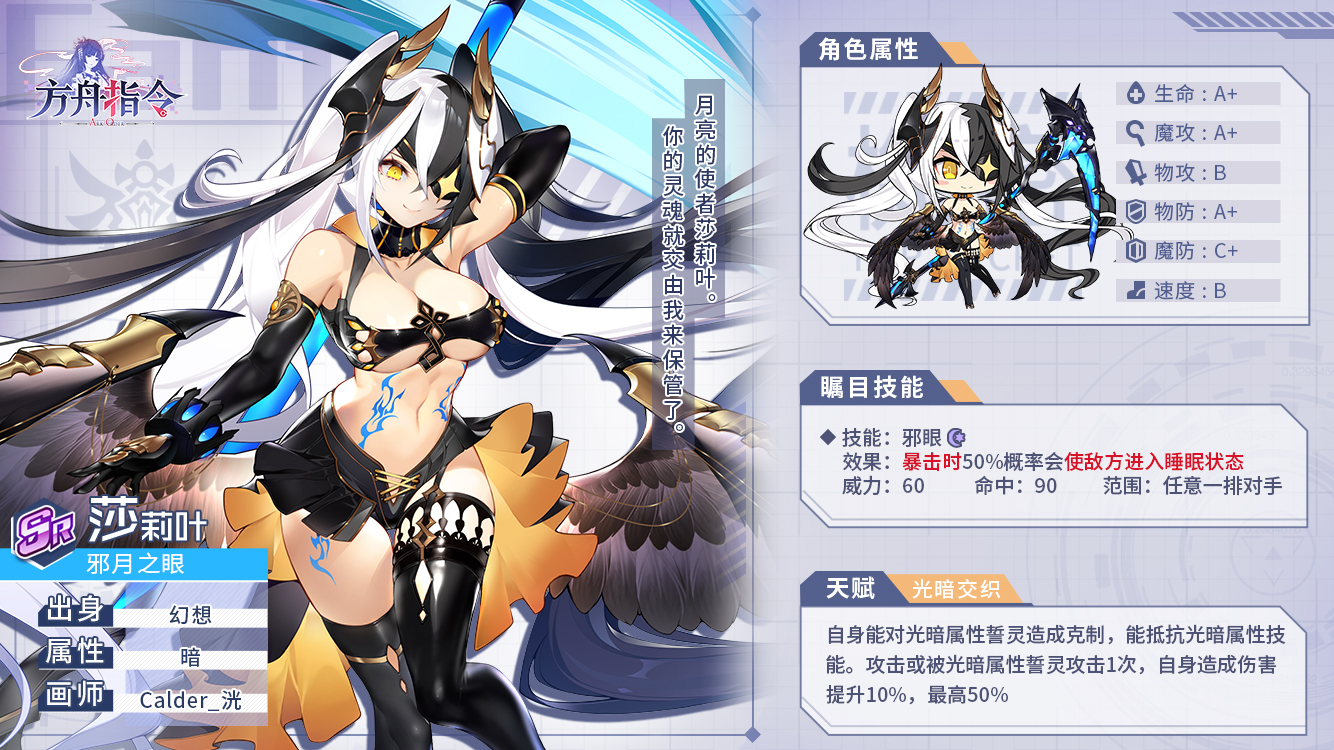 方舟指令
ARK ORDER
月亮的使者莎莉叶。
你的灵魂就交由我来保管了。
SR
莎莉叶
邪月之眼
出身 幻想
属性 暗
画师 Calder_洸
角色属性
生命：A+
魔攻：A+
物攻：B
物防：A+
魔防：C+
速度：B
瞩目技能
◆ 技能：邪眼
效果：暴击时50%概率会使敌方进入睡眠状态
威力：60 命中：90 范围：任意一排对手
天赋 光暗交织
自身能对光暗属性誓灵造成克制，能抵抗光暗属性技
能。攻击或被光暗属性誓灵攻击1次，自身造成伤害
提升10%，最高50%